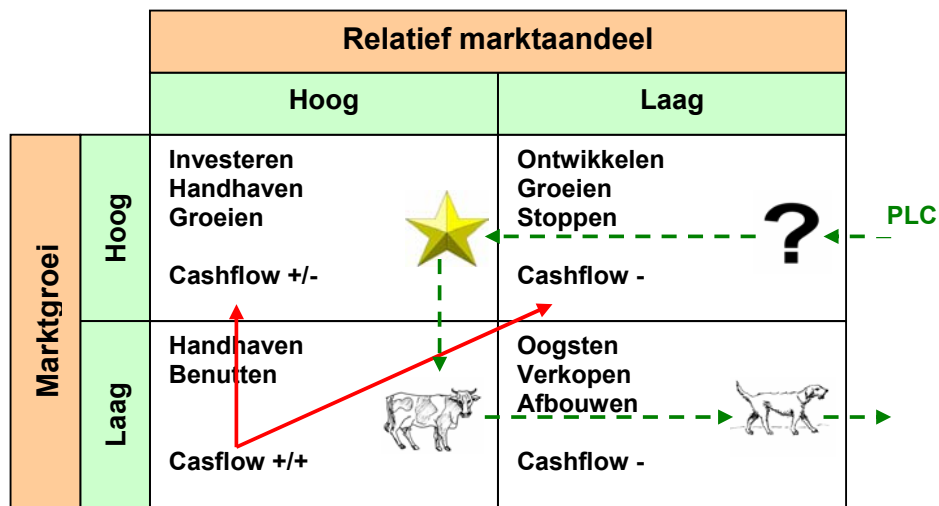 Relatief marktaandeel
Hoog
Laag
Marktgroei
Hoog
Investeren
Handhaven
Groeien
Cashflow +/-
Ontwikkelen
Groeien
Stoppen
Cashflow -
?
PLC
Laag
Handhaven
Benutten
Casflow +/+
Oogsten
Verkopen
Afbouwen
Cashflow -